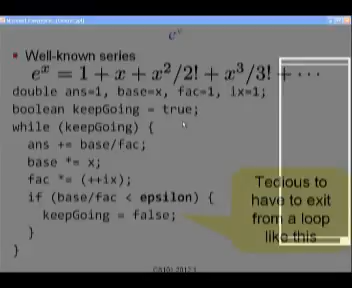 e^x
Well-known series
e^x = 1 + x + x^2/2! + x^3/3! + ···
double ans=1, base=x, fac=1, ix=1;
boolean keepGoing = true;
while (keepGoing) {
ans += base/fac;
base *= x;
fac *= (++ix);
if (base/fac < epsilon) {
keepGoing = false;
}
}
Tedious to
have to exit
from a loop
like this